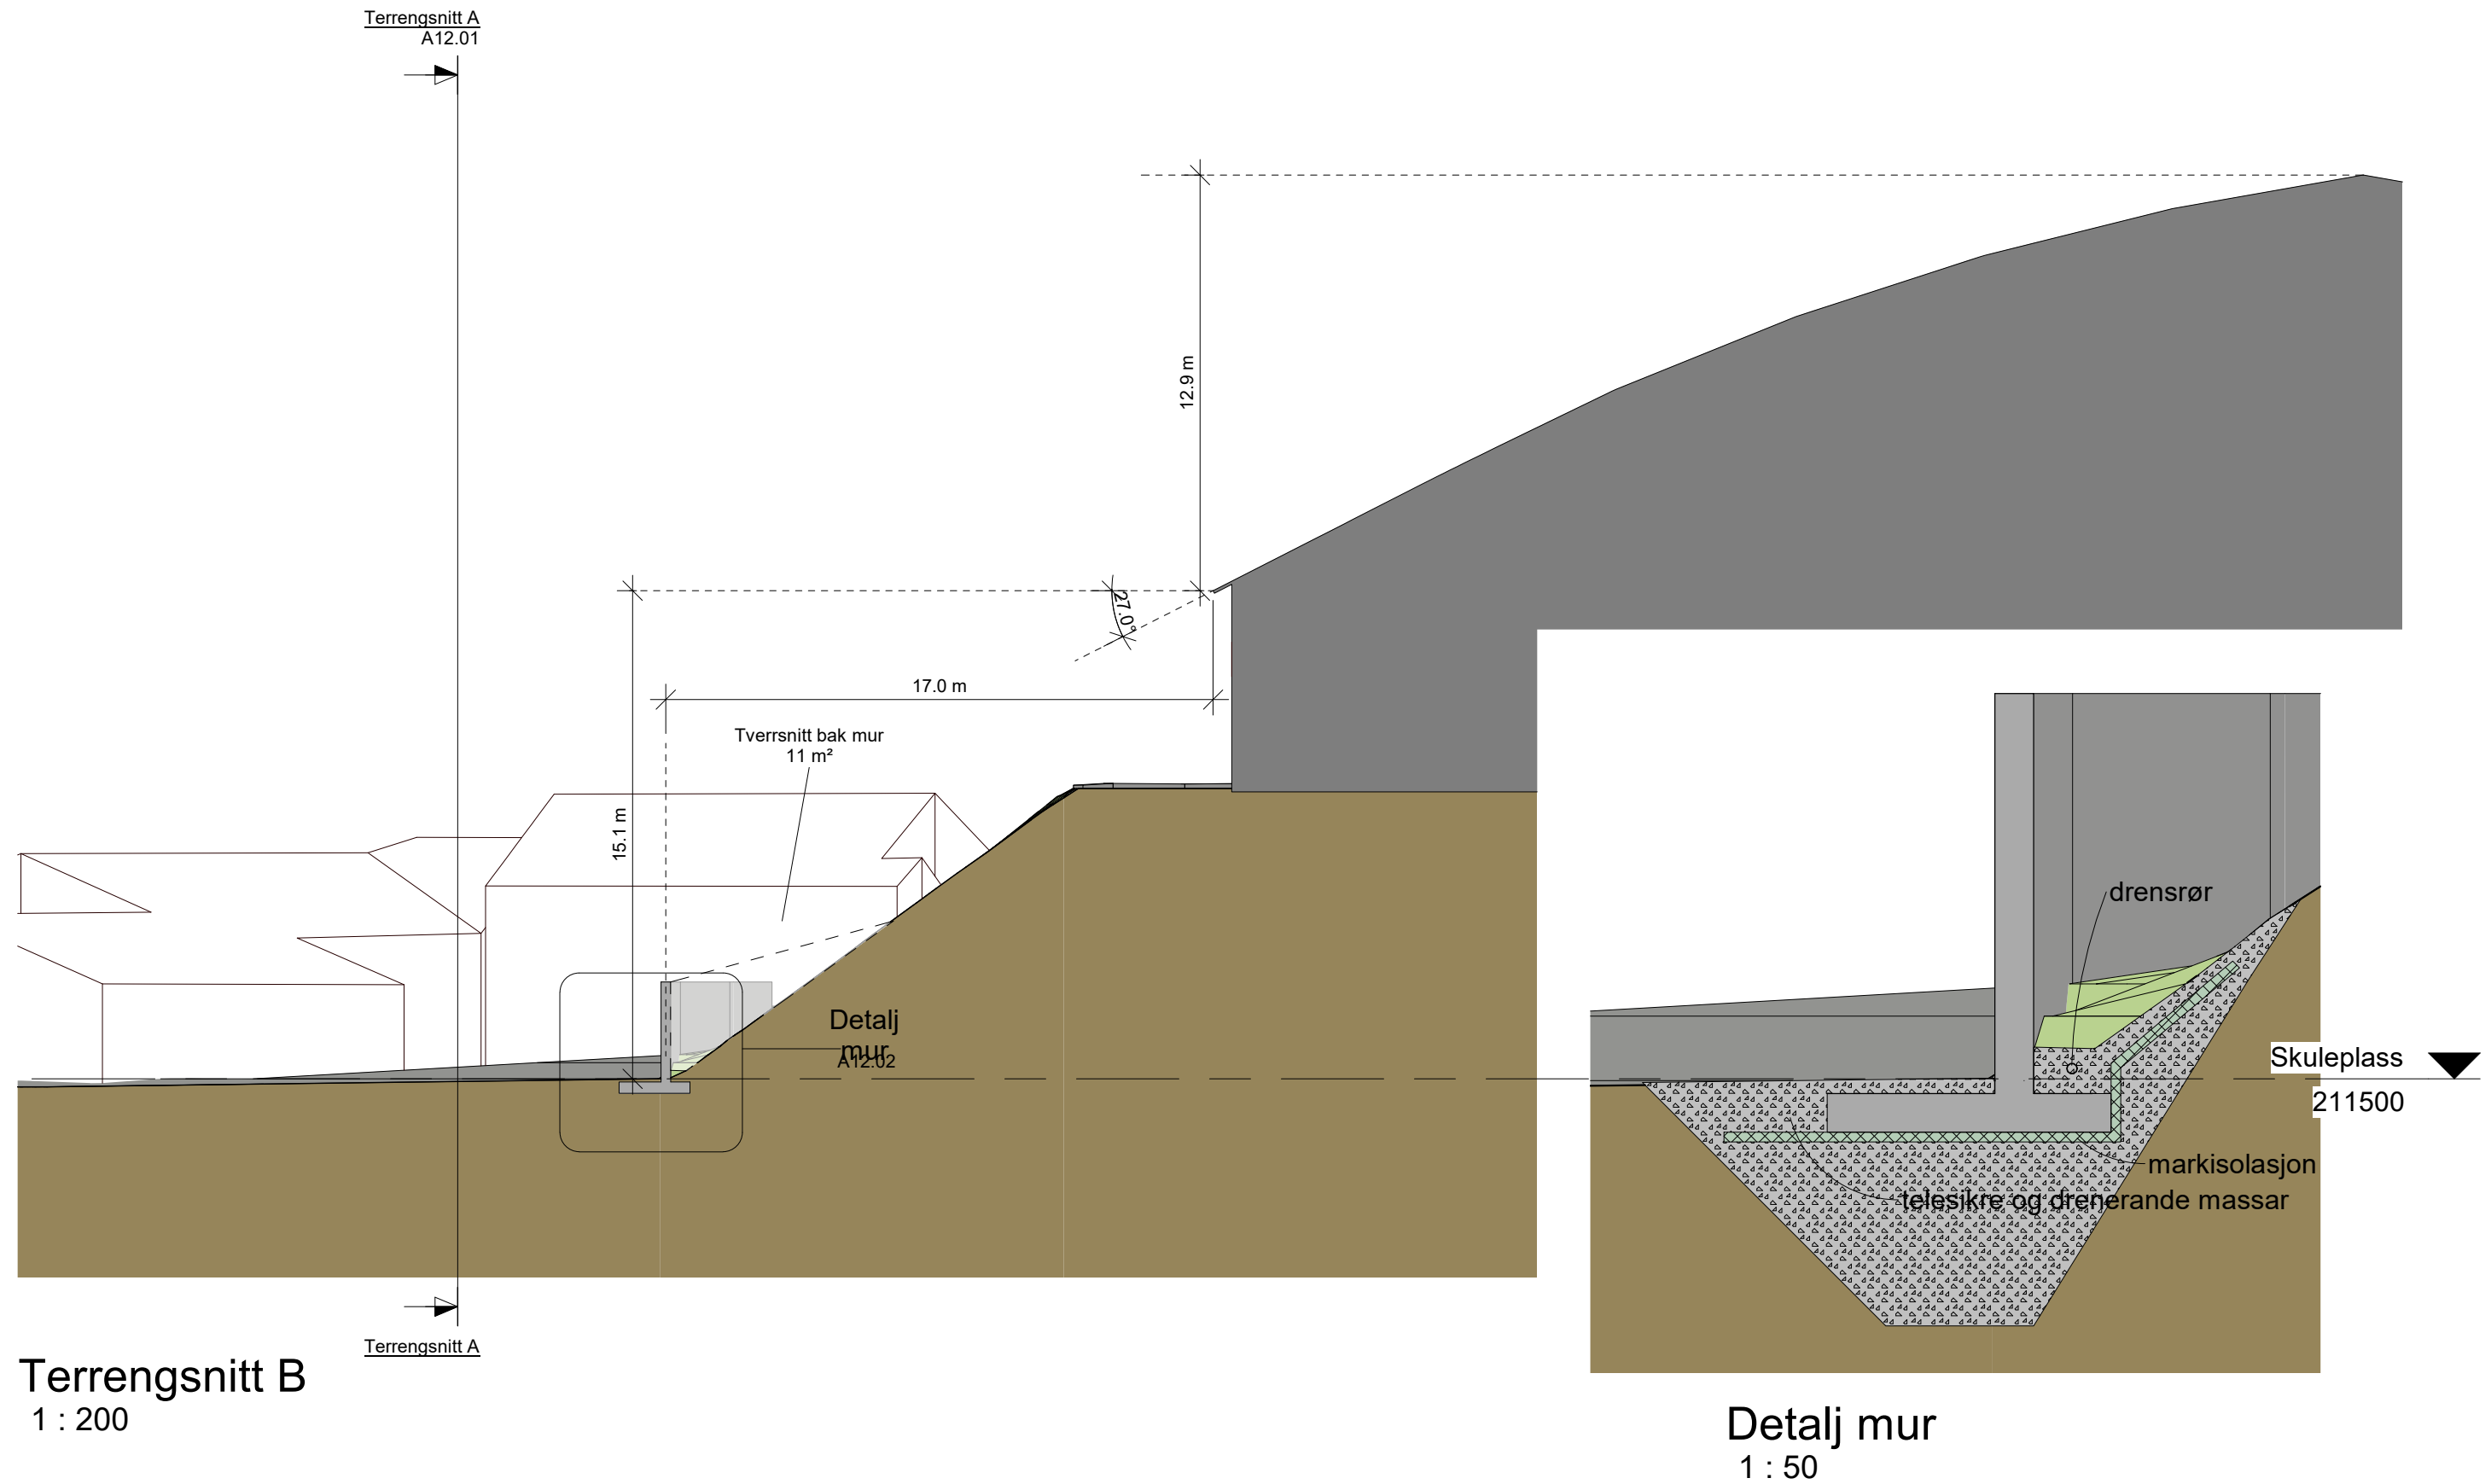 Terrengsnitt A
A12.01
12.9 m
27.0°
17.0 m
Tverrsnitt bak mur
11 m²
15.1 m
Detalj
mur
A12.02
drensrør
Skuleplass
211500
markisolasjon
telesikre og drenerande massar
Terrengsnitt A
Terrengsnitt B
1 : 200
Detalj mur
1 : 50